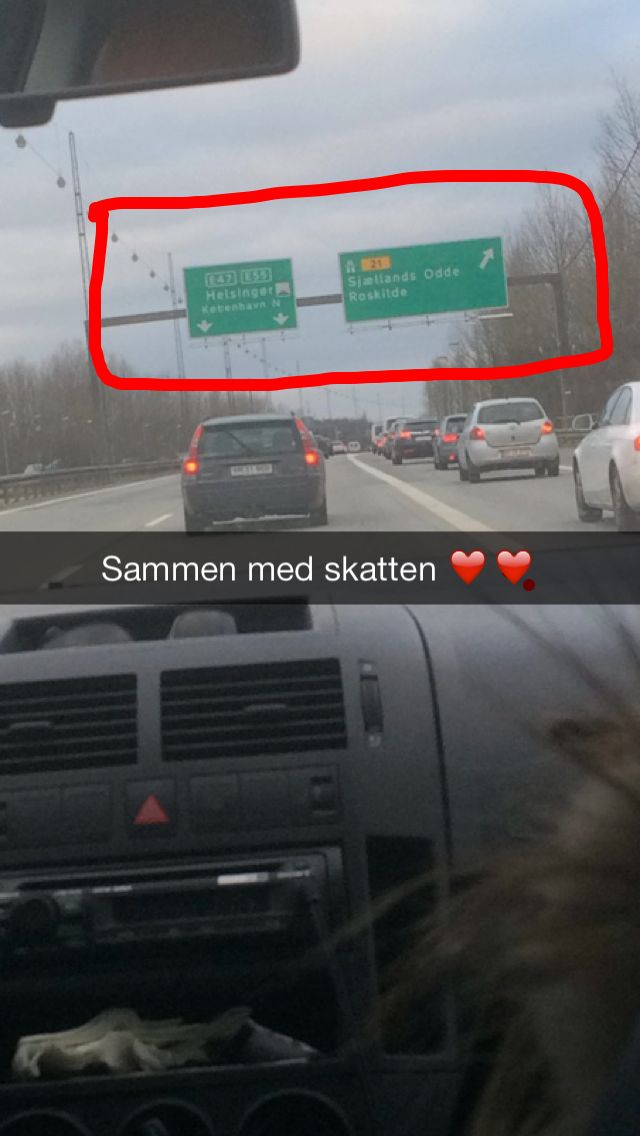 E47 E55
Helsingør
København N
21
Sjællands Odde
Roskilde
Sammen med skatten ❤️❤️